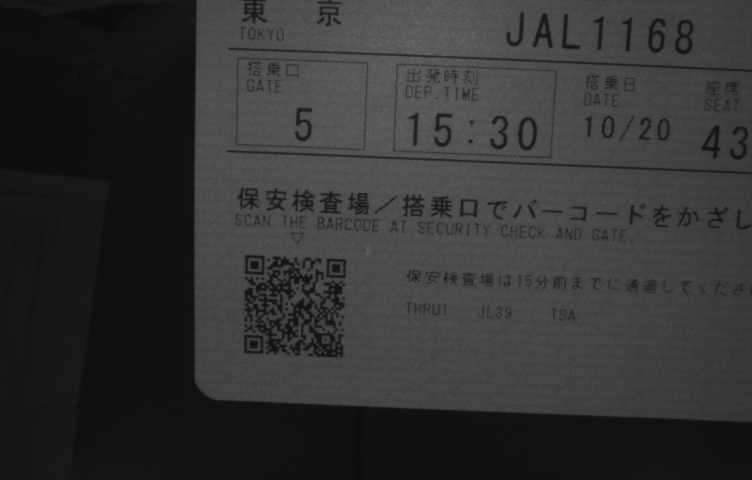 東 京
TOKYO
JAL1168
搭乗口
GATE
5
出発時刻
DEP.TIME
15:30
搭乗日
DATE
10/20
座席
SEAT
43
保安検査場/搭乗口でバーコードをかざし
SCAN THE BARCODE AT SECURITY CHECK AND GATE.
保安検査場は15分前までに通過してくださ
THRU1 JL39 TSA